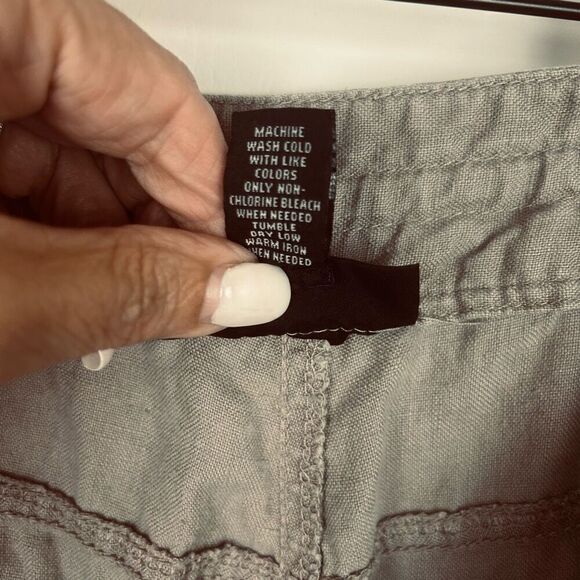 MACHINE
WASH COLD
WITH LIKE
COLORS
ONLY NON-
CHLORINE BLEACH
WHEN NEEDED
TUMBLE
DRY LOW
WARM IRON
WHEN NEEDED